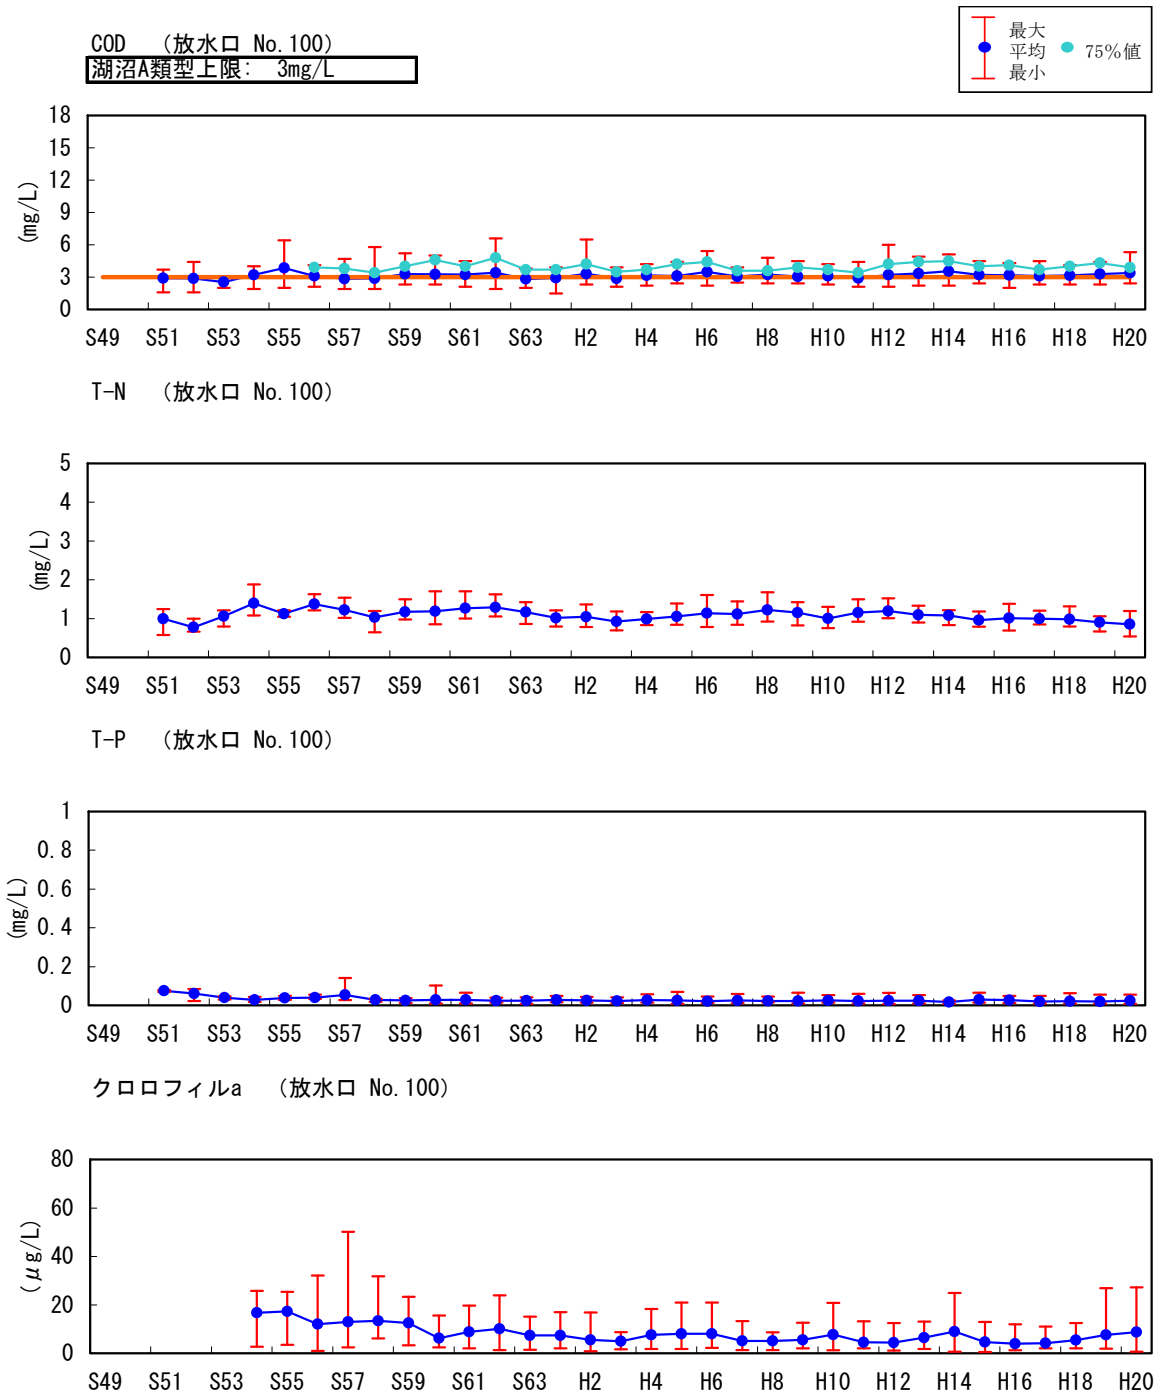 COD （放水口 No.100）
湖沼A類型上限: 3mg/L
最大
平均
最小
75%値
18
15
12
9
6
3
0
(mg/L)
S49 S51 S53 S55 S57 S59 S61 S63 H2 H4 H6 H8 H10 H12 H14 H16 H18 H20
T-N （放水口 No.100）
5
4
3
2
1
0
(mg/L)
S49 S51 S53 S55 S57 S59 S61 S63 H2 H4 H6 H8 H10 H12 H14 H16 H18 H20
T-P （放水口 No.100）
1
0.8
0.6
0.4
0.2
0
(mg/L)
S49 S51 S53 S55 S57 S59 S61 S63 H2 H4 H6 H8 H10 H12 H14 H16 H18 H20
クロロフィルa （放水口 No.100）
80
60
40
20
0
(μg/L)
S49 S51 S53 S55 S57 S59 S61 S63 H2 H4 H6 H8 H10 H12 H14 H16 H18 H20